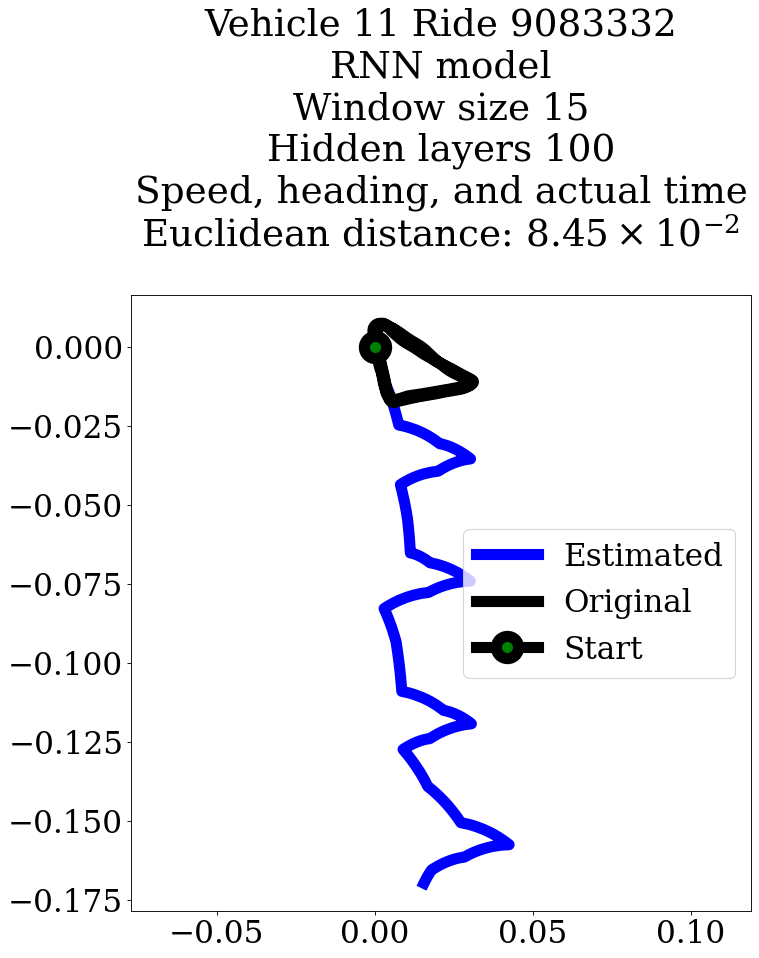 Vehicle 11 Ride 9083332
RNN model
Window size 15
Hidden layers 100
Speed, heading, and actual time
Euclidean distance: 8.45 × 10⁻²
0.000
−0.025
−0.050
−0.075
−0.100
−0.125
−0.150
−0.175
Estimated
Original
Start
−0.05
0.00
0.05
0.10